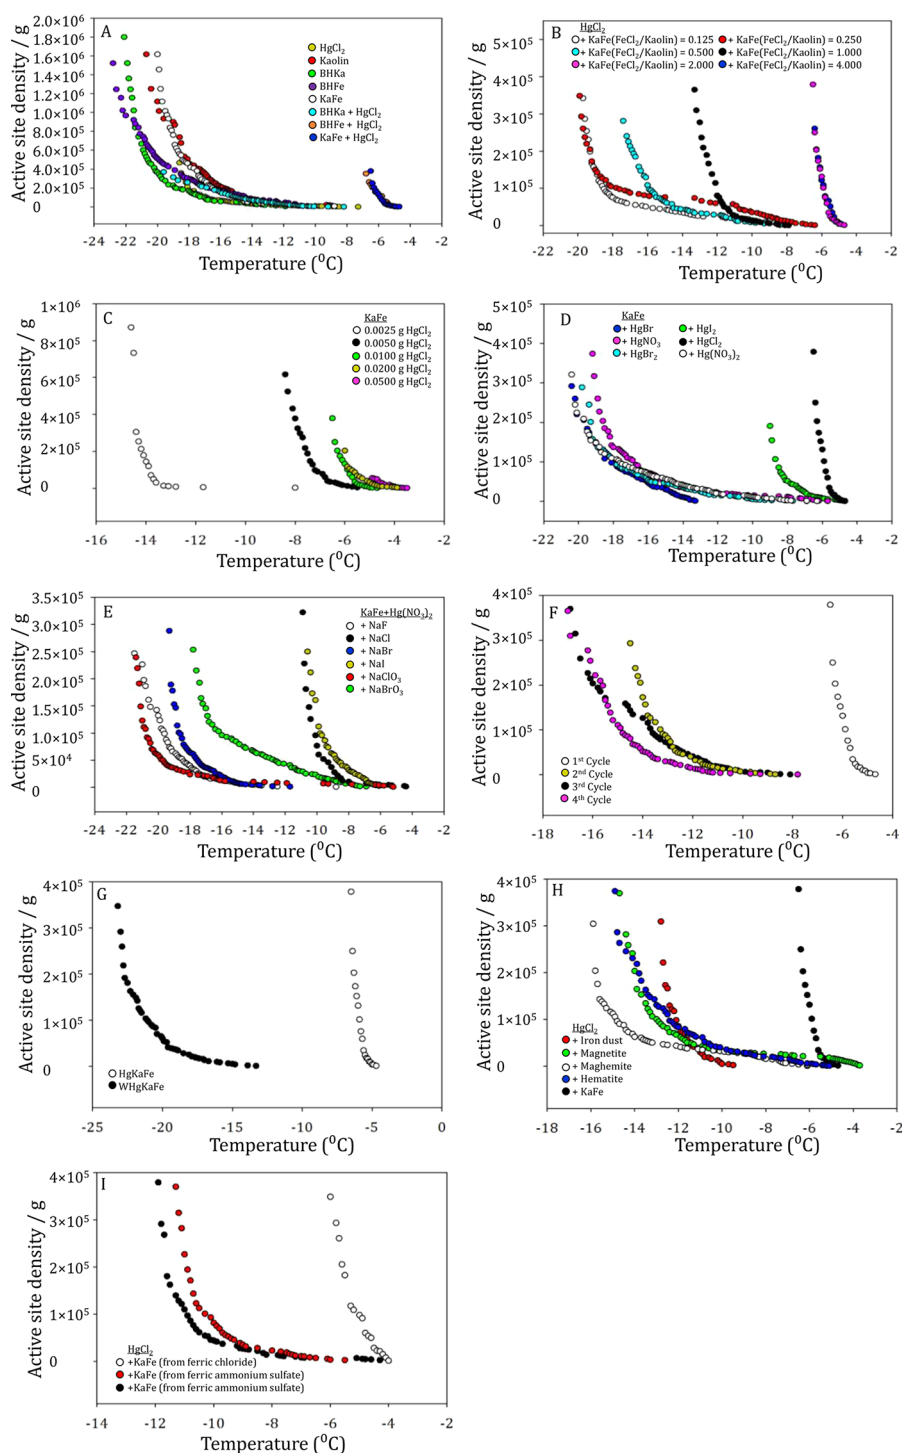 A
Active site density / g
2.0×10⁶
1.8×10⁶
1.6×10⁶
1.4×10⁶
1.2×10⁶
1.0×10⁶
8.0×10⁵
6.0×10⁵
4.0×10⁵
2.0×10⁵
0
HgCl₂
Kaolin
BHKa
BHFe
KaFe
BHKa + HgCl₂
BHFe + HgCl₂
KaFe + HgCl₂
-24 -22 -20 -18 -16 -14 -12 -10 -8 -6 -4 -2
Temperature (⁰C)
B
Active site density / g
5×10⁵
4×10⁵
3×10⁵
2×10⁵
1×10⁵
0
HgCl₂
+ KaFe(FeCl₂/Kaolin) = 0.125 + KaFe(FeCl₂/Kaolin) = 0.250
+ KaFe(FeCl₂/Kaolin) = 0.500 + KaFe(FeCl₂/Kaolin) = 1.000
+ KaFe(FeCl₂/Kaolin) = 2.000 + KaFe(FeCl₂/Kaolin) = 4.000
-22 -20 -18 -16 -14 -12 -10 -8 -6 -4 -2
Temperature (⁰C)
C
Active site density / g
1×10⁶
8×10⁵
6×10⁵
4×10⁵
2×10⁵
0
KaFe
0.0025 g HgCl₂
0.0050 g HgCl₂
0.0100 g HgCl₂
0.0200 g HgCl₂
0.0500 g HgCl₂
-16 -14 -12 -10 -8 -6 -4 -2
Temperature (⁰C)
D
Active site density / g
5×10⁵
4×10⁵
3×10⁵
2×10⁵
1×10⁵
0
KaFe
+ HgBr + HgI₂
+ HgNO₃ + HgCl₂
+ HgBr₂ + Hg(NO₃)₂
-22 -20 -18 -16 -14 -12 -10 -8 -6 -4 -2
Temperature (⁰C)
E
Active site density / g
3.5×10⁵
3.0×10⁵
2.5×10⁵
2.0×10⁵
1.5×10⁵
1.0×10⁵
5×10⁴
0
KaFe+Hg(NO₃)₂
+ NaF
+ NaCl
+ NaBr
+ NaI
+ NaClO₃
+ NaBrO₃
-24 -22 -20 -18 -16 -14 -12 -10 -8 -6 -4 -2
Temperature (⁰C)
F
Active site density / g
4×10⁵
3×10⁵
2×10⁵
1×10⁵
0
1ˢᵗ Cycle
2ⁿᵈ Cycle
3ʳᵈ Cycle
4ᵗʰ Cycle
-18 -16 -14 -12 -10 -8 -6 -4
Temperature (⁰C)
G
Active site density / g
4×10⁵
3×10⁵
2×10⁵
1×10⁵
0
HgKaFe
WHgKaFe
-25 -20 -15 -10 -5 0
Temperature (⁰C)
H
Active site density / g
4×10⁵
3×10⁵
2×10⁵
1×10⁵
0
HgCl₂
+ Iron dust
+ Magnetite
+ Maghemite
+ Hematite
+ KaFe
-18 -16 -14 -12 -10 -8 -6 -4 -2
Temperature (⁰C)
I
Active site density / g
4×10⁵
3×10⁵
2×10⁵
1×10⁵
0
HgCl₂
+KaFe (from ferric chloride)
+KaFe (from ferric ammonium sulfate)
+KaFe (from ferric ammonium sulfate)
-14 -12 -10 -8 -6 -4 -2
Temperature (⁰C)